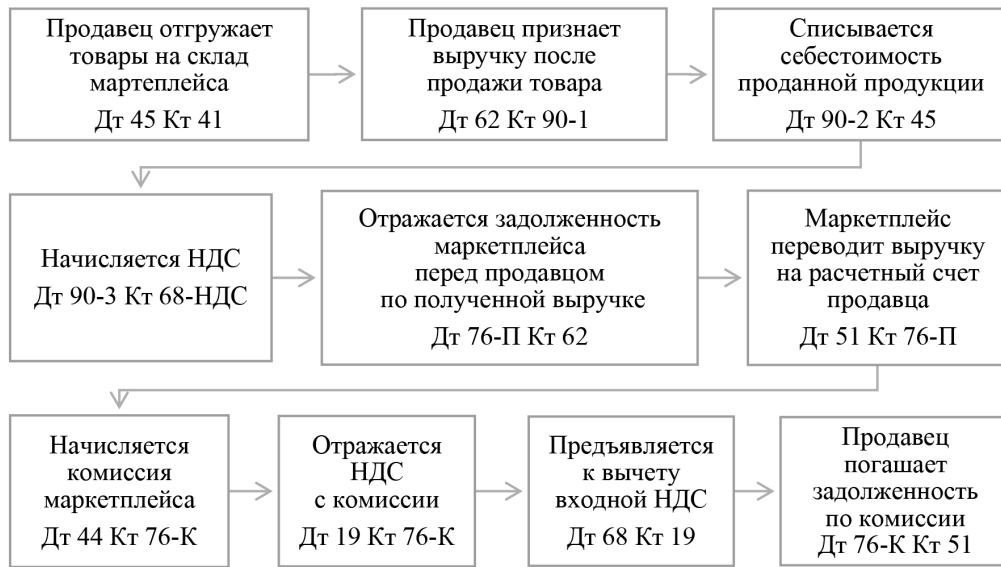 Продавец отгружает
товары на склад
мартеплейса
Дт 45 Кт 41
Продавец признает
выручку после
продажи товара
Дт 62 Кт 90-1
Списывается
себестоимость
проданной продукции
Дт 90-2 Кт 45
Начисляется НДС
Дт 90-3 Кт 68-НДС
Отражается задолженность
маркетплейса
перед продавцом
по полученной выручке
Дт 76-П Кт 62
Маркетплейс
переводит выручку
на расчетный счет
продавца
Дт 51 Кт 76-П
Начисляется
комиссия
маркетплейса
Дт 44 Кт 76-К
Отражается
НДС
с комиссии
Дт 19 Кт 76-К
Предъявляется
к вычету
входной НДС
Дт 68 Кт 19
Продавец
погашает
задолженность
по комиссии
Дт 76-К Кт 51